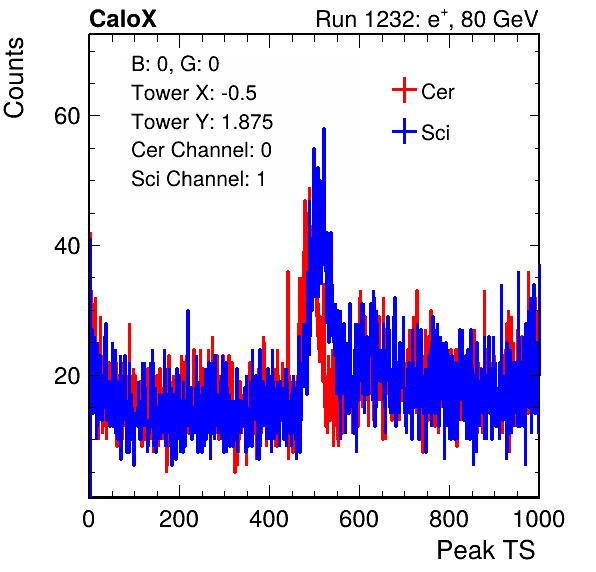 CaloX
Run 1232: e+, 80 GeV
Counts
B: 0, G: 0
Tower X: -0.5
Tower Y: 1.875
Cer Channel: 0
Sci Channel: 1
Cer
Sci
60
40
20
0 200 400 600 800 1000
Peak TS